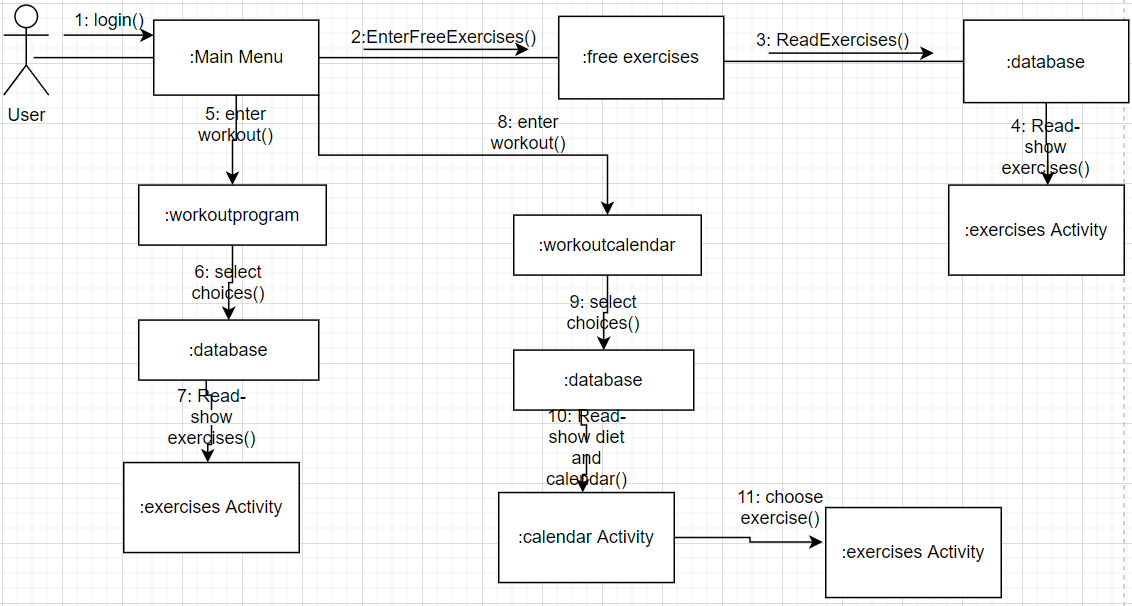 1: login()
:Main Menu
2:EnterFreeExercises()
:free exercises
3: ReadExercises()
:database
User
5: enter
workout()
8: enter
workout()
4: Read-
show
exercises()
:workoutprogram
:workoutcalendar
:exercises Activity
6: select
choices()
9: select
choices()
:database
:database
7: Read-
show
exercises()
10: Read-
show diet
and
calendar()
:exercises Activity
:calendar Activity
11: choose
exercise()
:exercises Activity